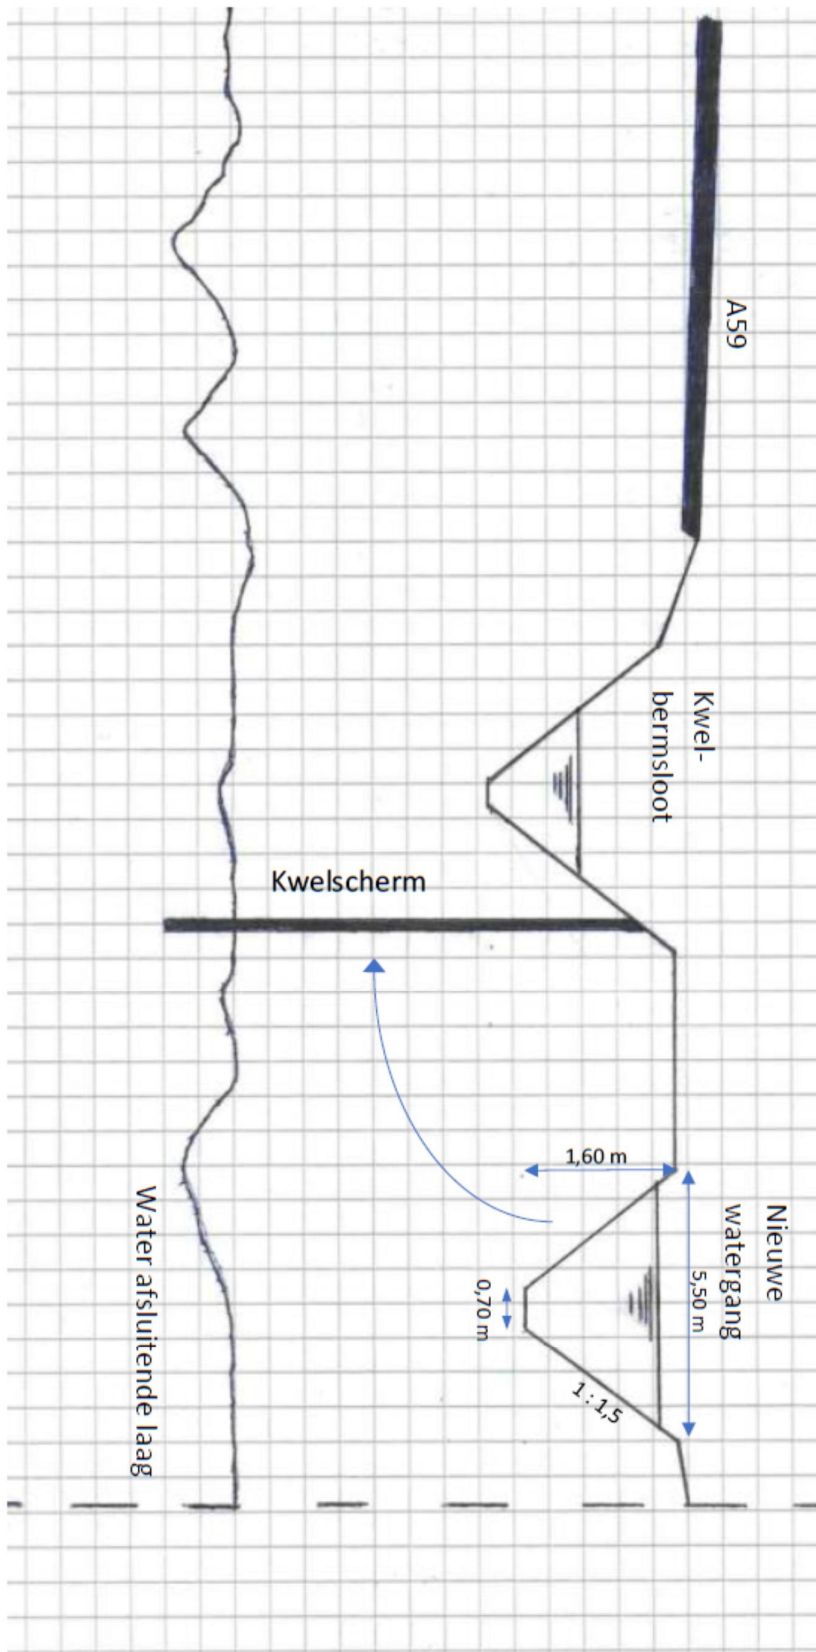 A59
Kwel-
bermsloot
Kwelscherm
1,60 m
Nieuwe
watergang
5,50 m
0,70 m
1 : 1,5
Water afsluitende laag